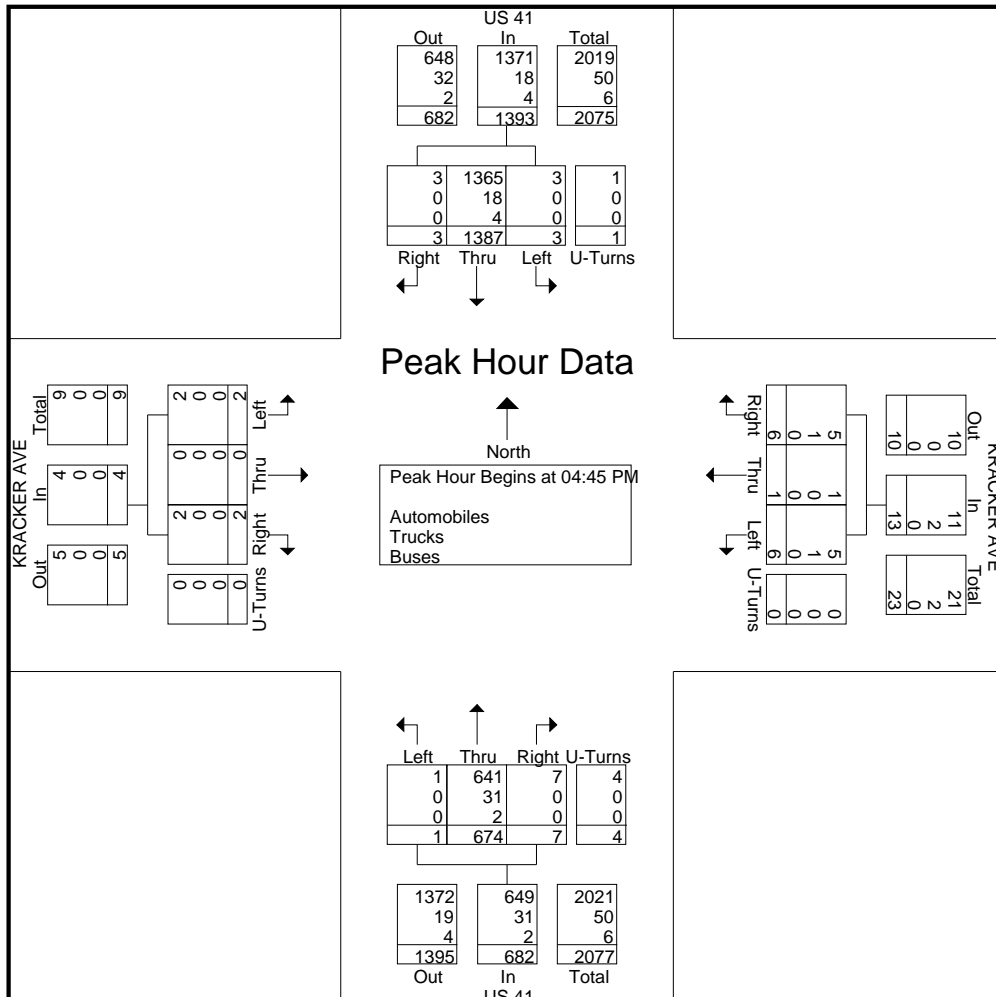 US 41
Out In Total
648 1371 2019
32 18 50
2 4 6
682 1393 2075
3 1365 3 1
0 18 0 0
0 4 0 0
3 1387 3 1
Right Thru Left U-Turns
Peak Hour Data
North
Peak Hour Begins at 04:45 PM
Automobiles
Trucks
Buses
KRACKER AVE
Total In Out
9 4 5
0 0 0
0 0 0
9 4 5
2 0 2 0
0 0 0 0
0 0 0 0
2 0 2 0
Left Thru Right U-Turns
KRACKER AVE
Out In Total
10 11 21
0 2 2
0 0 0
10 13 23
5 1 5 0
1 0 1 0
0 0 0 0
6 1 6 0
Right Thru Left U-Turns
Left Thru Right U-Turns
1 641 7 4
0 31 0 0
0 2 0 0
1 674 7 4
1372 649 2021
19 31 50
4 2 6
1395 682 2077
Out In Total
US 41